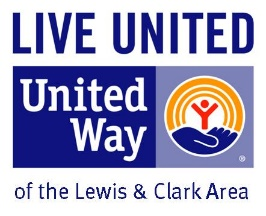 LIVE UNITED
United
Way
®
of the Lewis & Clark Area